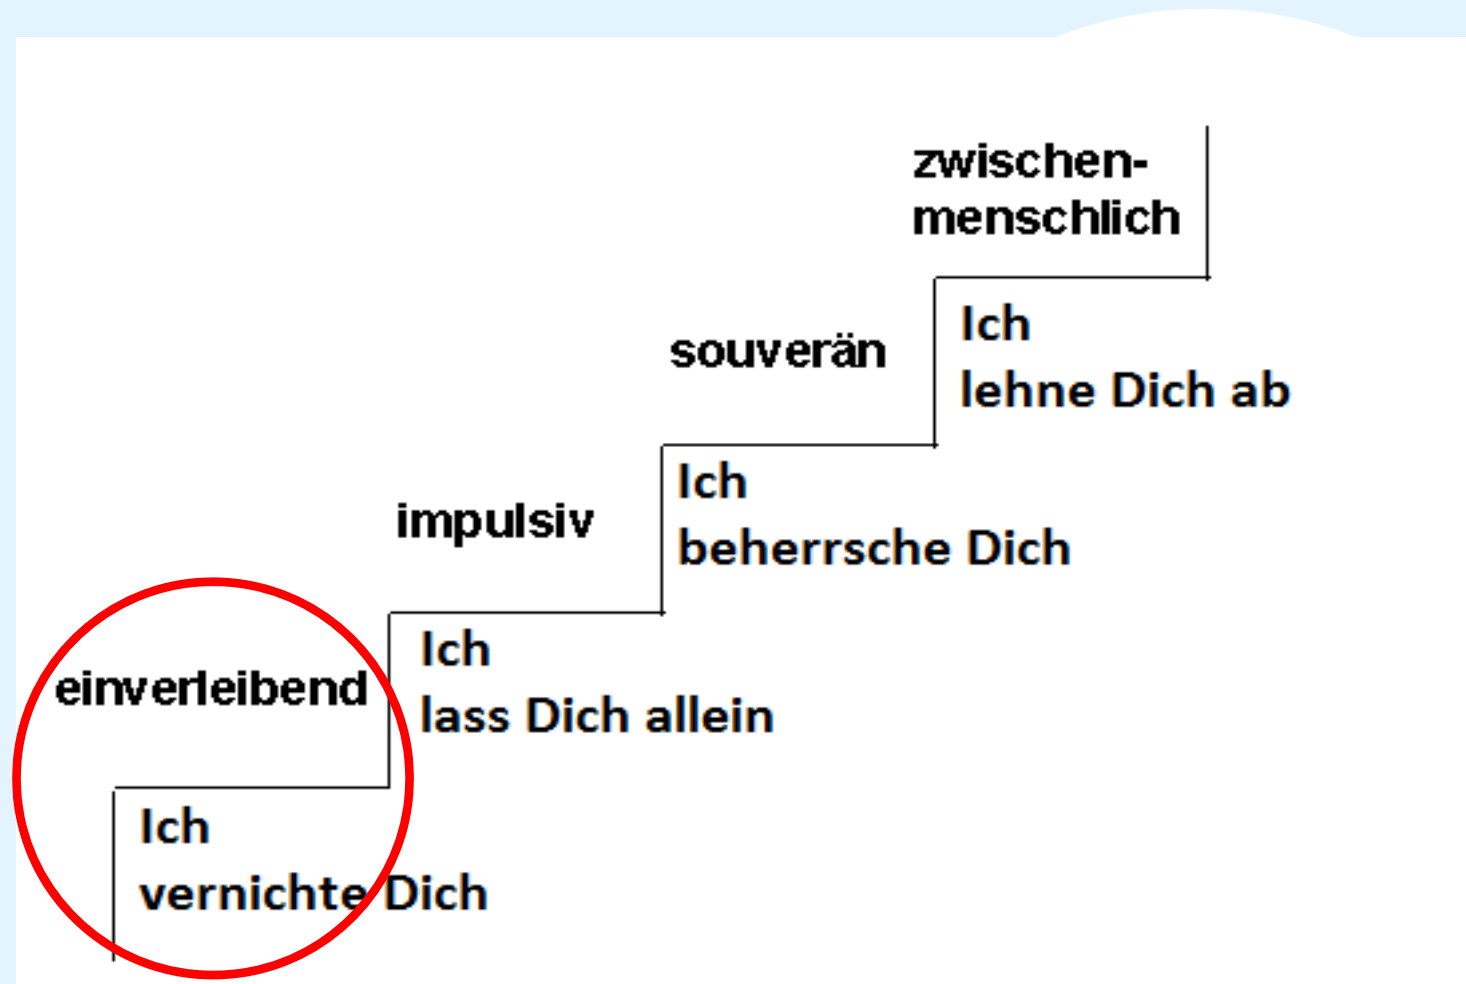 zwischen-
menschlich
Ich
lehne Dich ab
souverän
Ich
beherrsche Dich
impulsiv
Ich
lass Dich allein
einverleibend
Ich
vernichte Dich